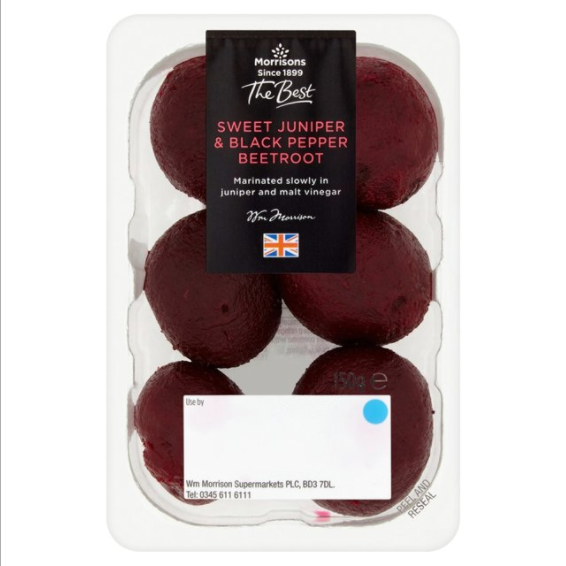 Morrisons
Since 1899
The Best
SWEET JUNIPER
& BLACK PEPPER
BEETROOT
Marinated slowly in
juniper and malt vinegar
Wm Morrison
150g e
Use by
Wm Morrison Supermarkets PLC, BD3 7DL.
Tel: 0345 611 6111
PEEL AND
RESEAL